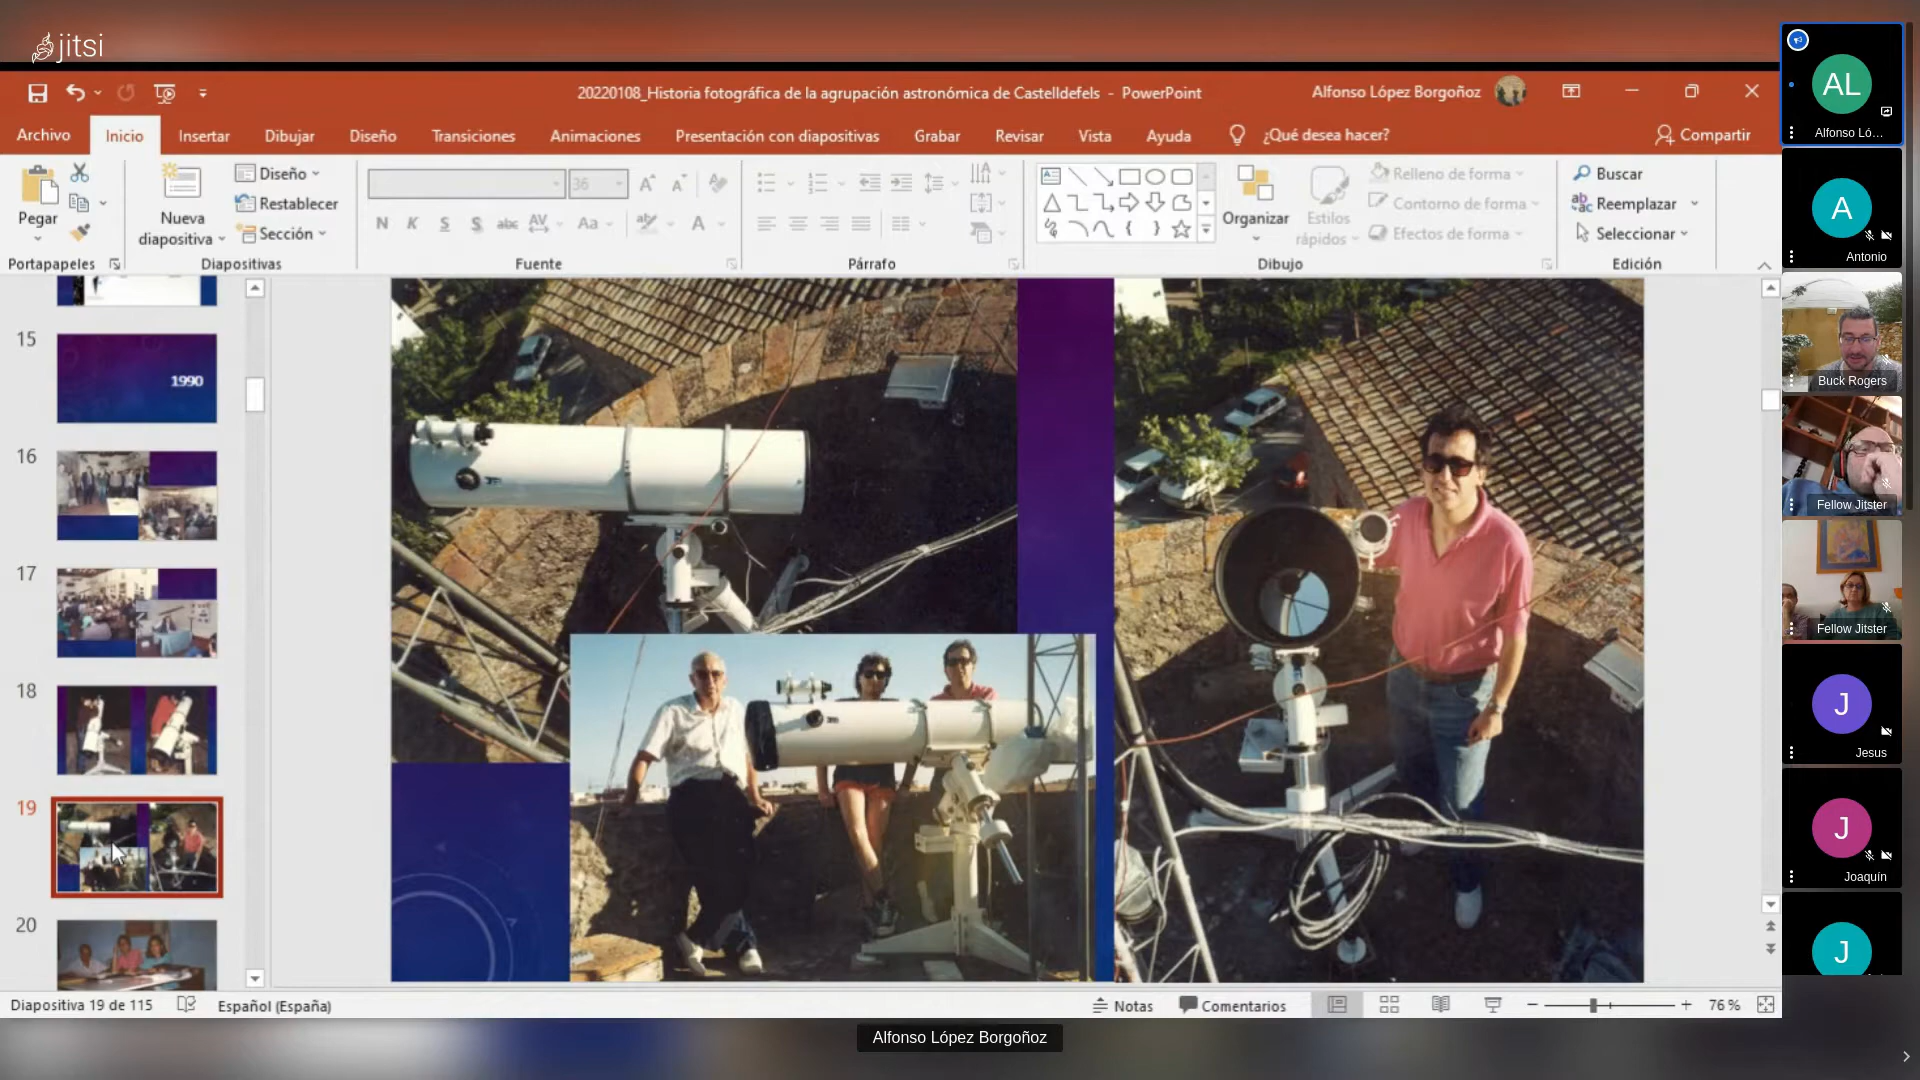 jitsi
20220108_Historia fotográfica de la agrupación astronómica de Castelldefels - PowerPoint
Alfonso López Borgoñoz
Archivo
Inicio
Insertar
Dibujar
Diseño
Transiciones
Animaciones
Presentación con diapositivas
Grabar
Revisar
Vista
Ayuda
¿Qué desea hacer?
Compartir
Pegar
Portapapeles
Nueva
diapositiva
Diseño
Restablecer
Sección
Diapositivas
36
N K S S abc AV Aa A
Fuente
Párrafo
Organizar
Estilos
rápidos
Relleno de forma
Contorno de forma
Efectos de forma
Dibujo
Buscar
Reemplazar
Seleccionar
Edición
15
1990
16
17
18
19
20
Diapositiva 19 de 115
Español (España)
Notas
Comentarios
76 %
Alfonso López Borgoñoz
AL
Alfonso Ló...
A
Antonio
Buck Rogers
Fellow Jitster
Fellow Jitster
J
Jesus
J
Joaquín
J